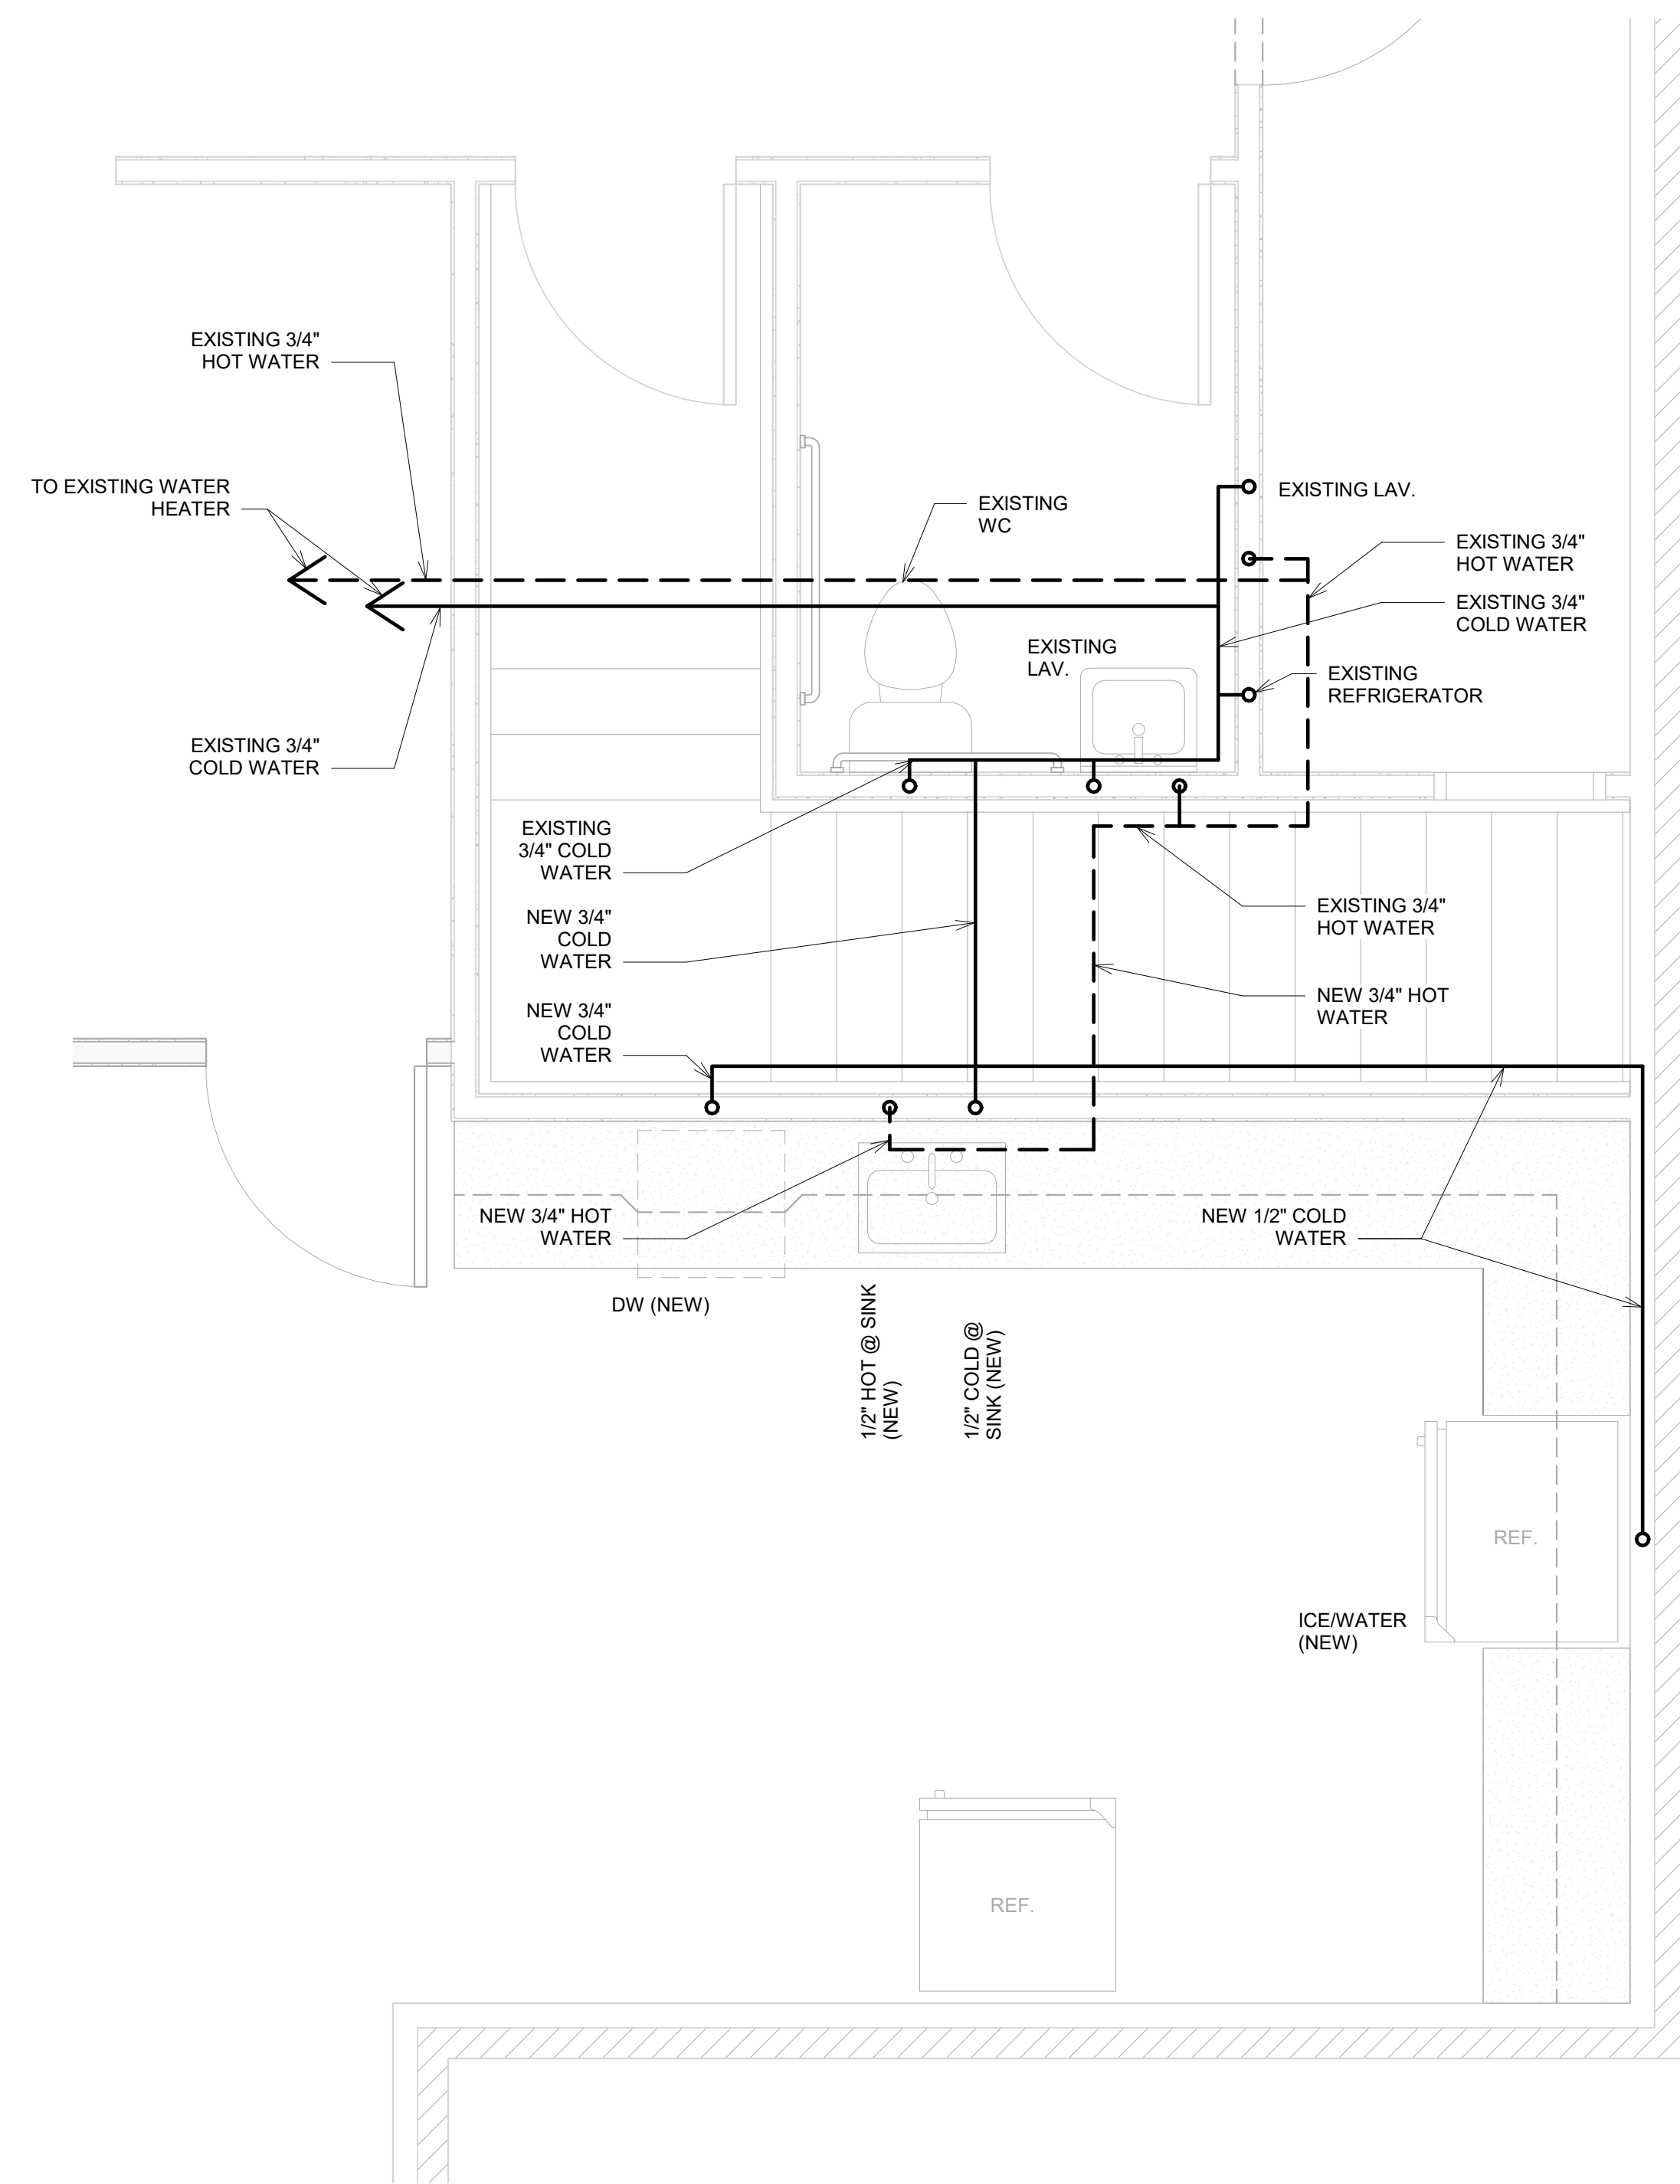 EXISTING 3/4"
HOT WATER
TO EXISTING WATER
HEATER
EXISTING
WC
EXISTING LAV.
EXISTING 3/4"
HOT WATER
EXISTING 3/4"
COLD WATER
EXISTING
LAV.
EXISTING
REFRIGERATOR
EXISTING 3/4"
COLD WATER
EXISTING
3/4" COLD
WATER
NEW 3/4"
COLD
WATER
EXISTING 3/4"
HOT WATER
NEW 3/4" HOT
WATER
NEW 3/4"
COLD
WATER
NEW 3/4" HOT
WATER
NEW 1/2" COLD
WATER
DW (NEW)
1/2" HOT @ SINK
(NEW)
1/2" COLD @
SINK (NEW)
REF.
ICE/WATER
(NEW)
REF.